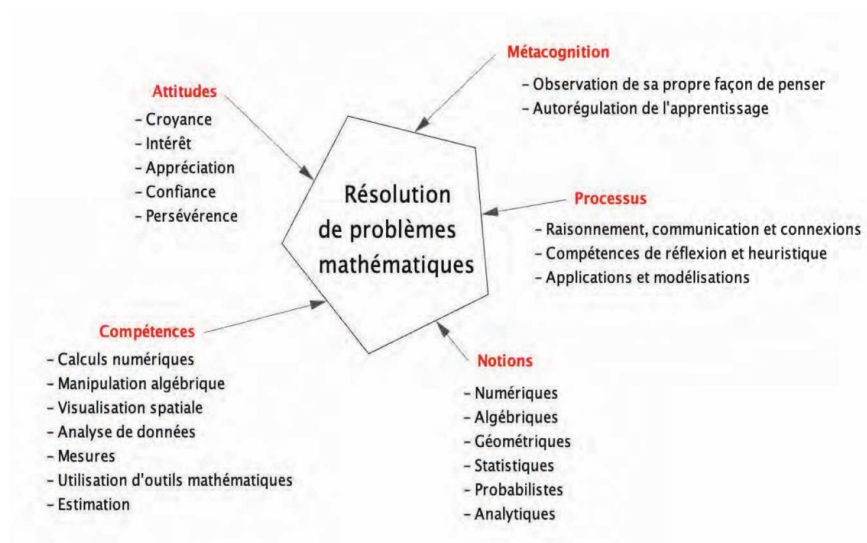 Métacognition
– Observation de sa propre façon de penser
– Autorégulation de l'apprentissage
Attitudes
– Croyance
– Intérêt
– Appréciation
– Confiance
– Persévérence
Résolution
de problèmes
mathématiques
Processus
– Raisonnement, communication et connexions
– Compétences de réflexion et heuristique
– Applications et modélisations
Compétences
– Calculs numériques
– Manipulation algébrique
– Visualisation spatiale
– Analyse de données
– Mesures
– Utilisation d'outils mathématiques
– Estimation
Notions
– Numériques
– Algébriques
– Géométriques
– Statistiques
– Probabilistes
– Analytiques